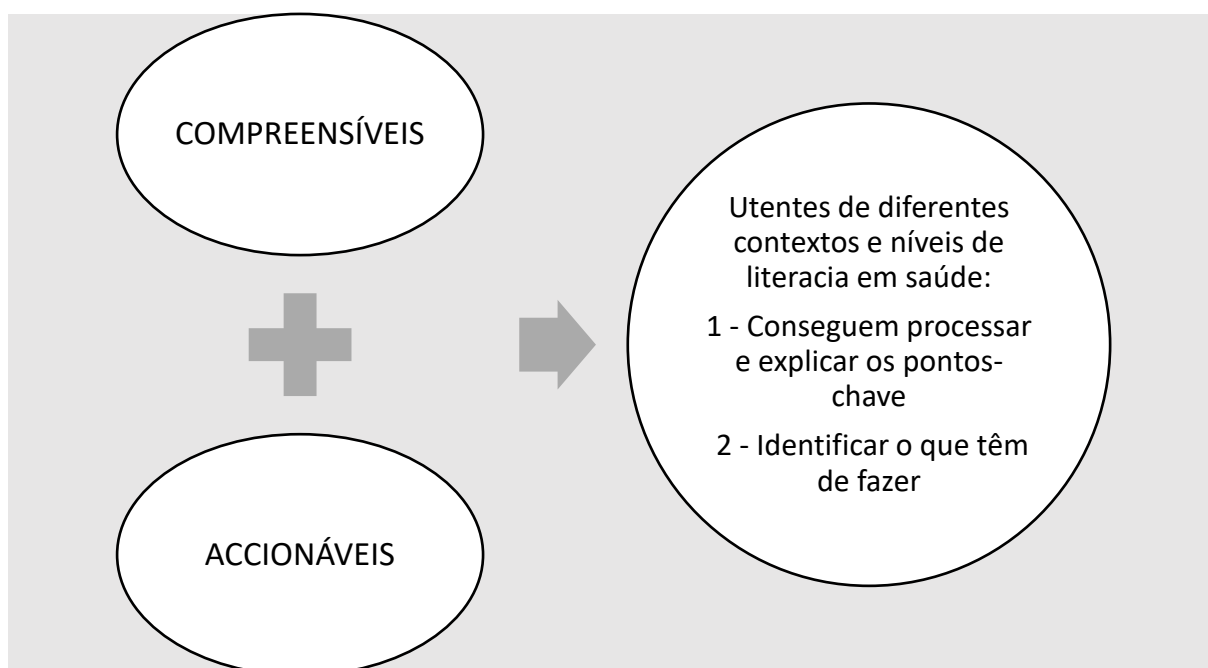 COMPREENSÍVEIS
ACCIONÁVEIS
Utentes de diferentes
contextos e níveis de
literacia em saúde:
1 - Conseguem processar
e explicar os pontos-
chave
2 - Identificar o que têm
de fazer